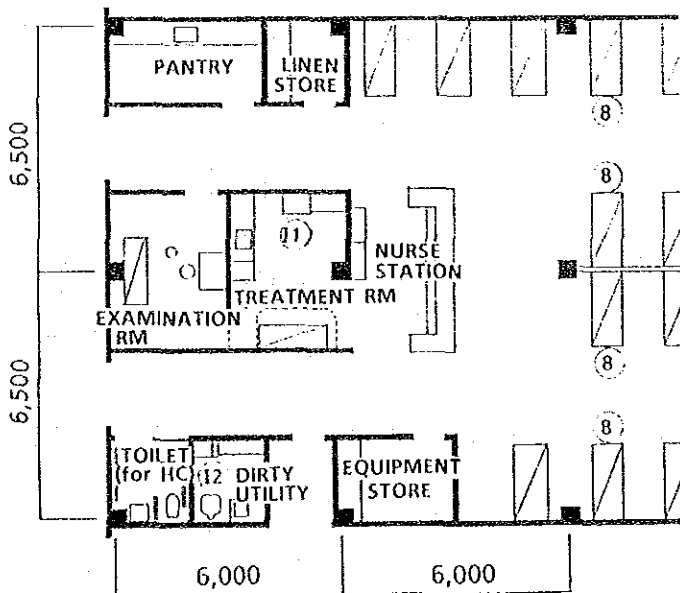 PANTRY
LINEN
STORE
8
6,500
8
11
NURSE
STATION
TREATMENT RM
EXAMINATION
RM
8
6,500
8
TOILET
(for HC)
12
DIRTY
UTILITY
EQUIPMENT
STORE
6,000
6,000